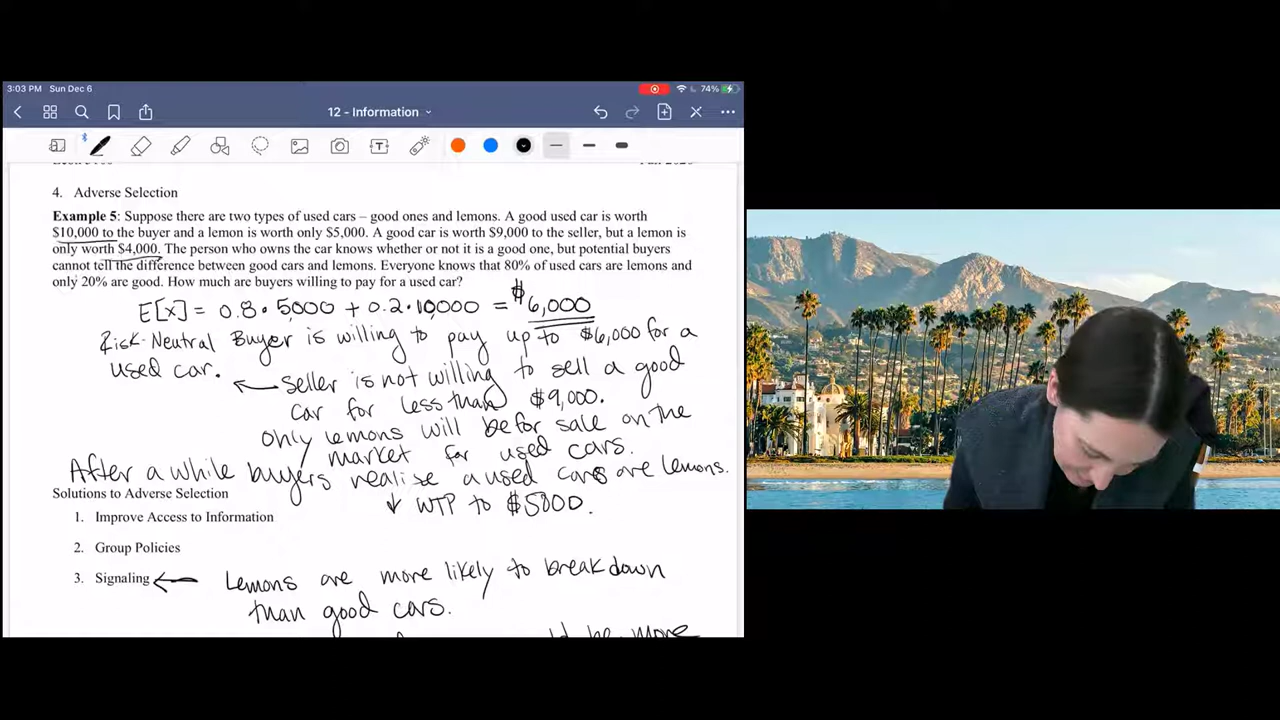 3:03 PM Sun Dec 6
74%
12 - Information
4. Adverse Selection
Example 5: Suppose there are two types of used cars – good ones and lemons. A good used car is worth
$10,000 to the buyer and a lemon is worth only $5,000. A good car is worth $9,000 to the seller, but a lemon is
only worth $4,000. The person who owns the car knows whether or not it is a good one, but potential buyers
cannot tell the difference between good cars and lemons. Everyone knows that 80% of used cars are lemons and
only 20% are good. How much are buyers willing to pay for a used car?
E[x] = 0.8 · 5,000 + 0.2 · 10,000 = $6,000
Risk-Neutral Buyer is willing to pay up to $6,000 for a
used car.
← Seller is not willing to sell a good
car for less than $9,000.
only lemons will be for sale on the
market for used cars.
After a while buyers realise a used cars are lemons.
Solutions to Adverse Selection
↓ WTP to $5000.
1. Improve Access to Information
2. Group Policies
3. Signaling ←
Lemons are more likely to breakdown
than good cars.
be more